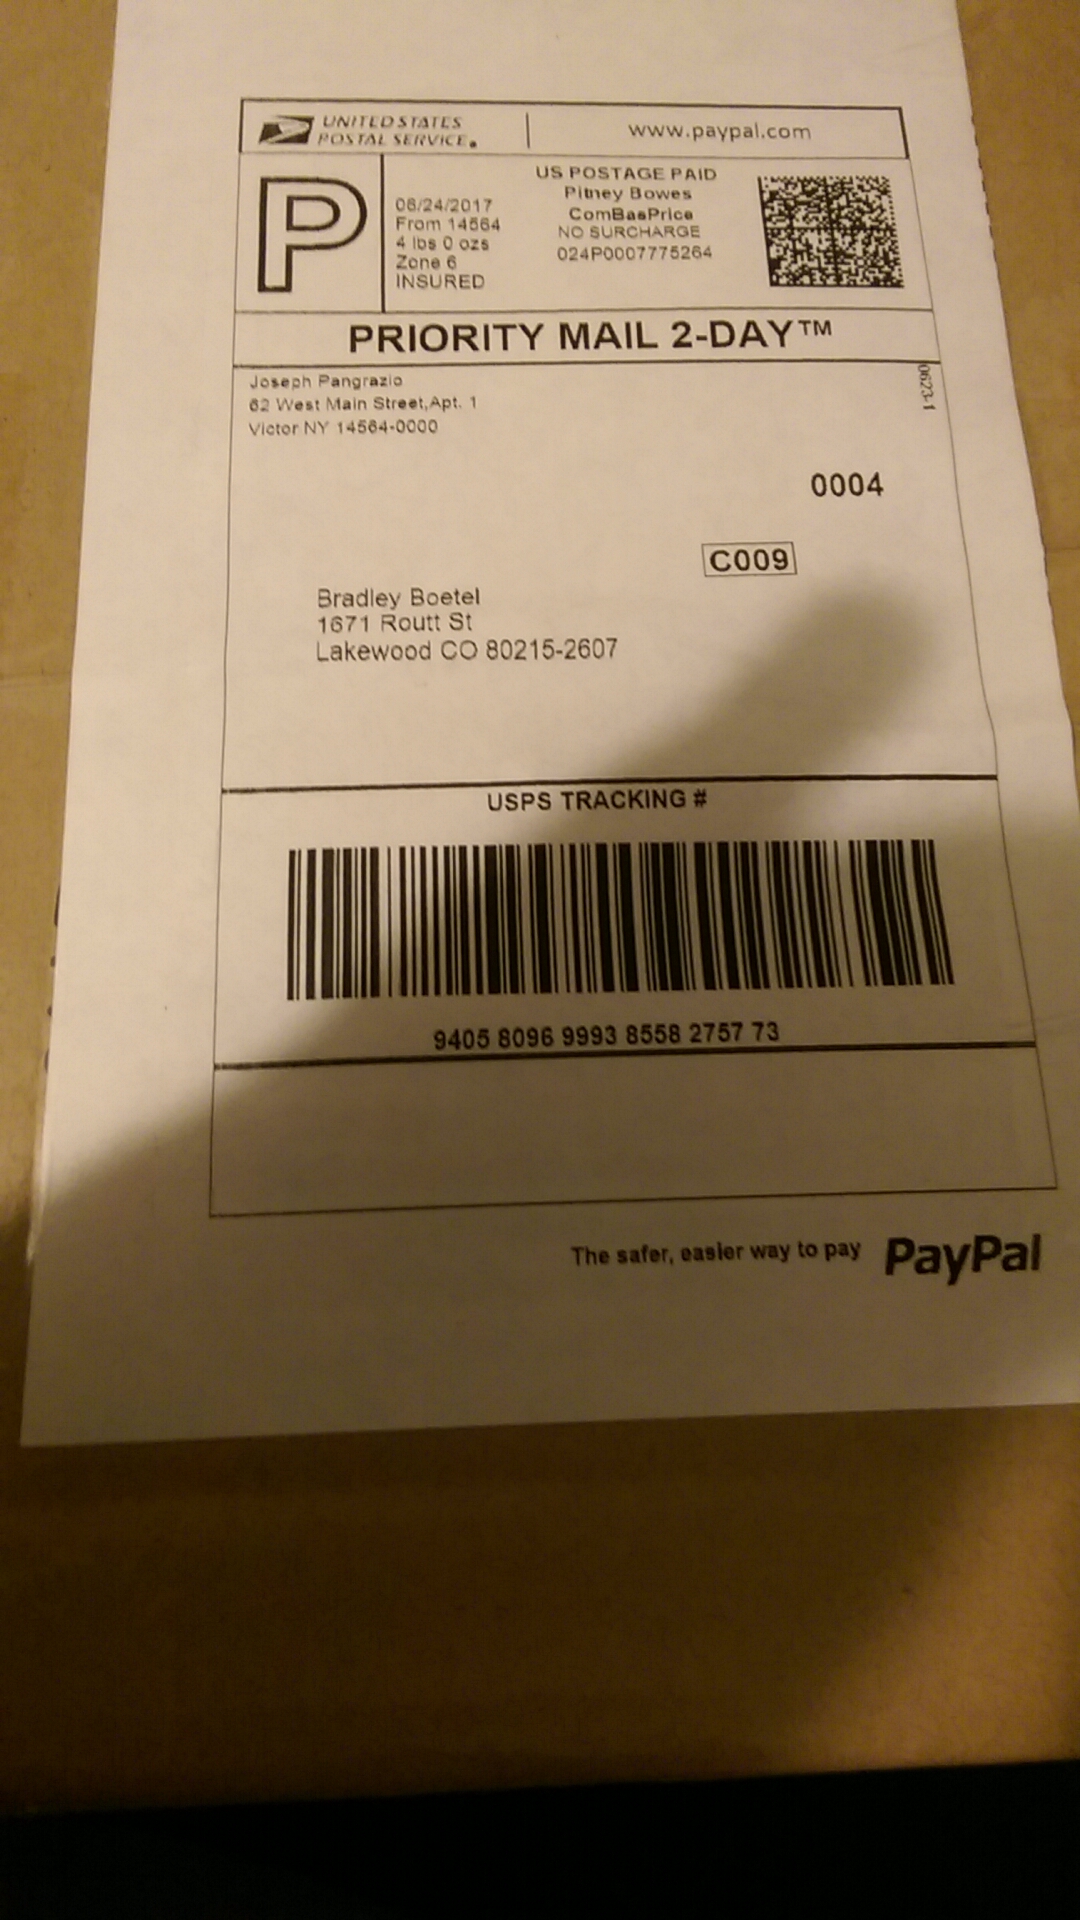 UNITED STATES
POSTAL SERVICE.
www.paypal.com
P
06/24/2017
From 14564
4 lbs 0 ozs
Zone 6
INSURED
US POSTAGE PAID
Pitney Bowes
ComBasPrice
NO SURCHARGE
024P0007775264
PRIORITY MAIL 2-DAY™
Joseph Pangrazio
62 West Main Street,Apt. 1
Victor NY 14564-0000
0623-1
0004
C009
Bradley Boetel
1671 Routt St
Lakewood CO 80215-2607
USPS TRACKING #
9405 8096 9993 8558 2757 73
The safer, easier way to pay PayPal